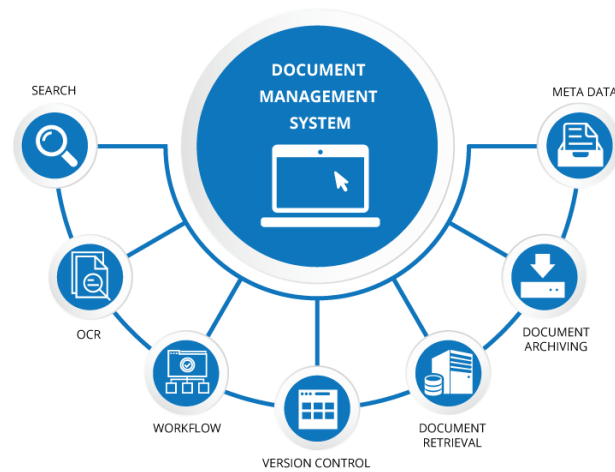 DOCUMENT
MANAGEMENT
SYSTEM
SEARCH
OCR
WORKFLOW
VERSION CONTROL
DOCUMENT
RETRIEVAL
DOCUMENT
ARCHIVING
META DATA